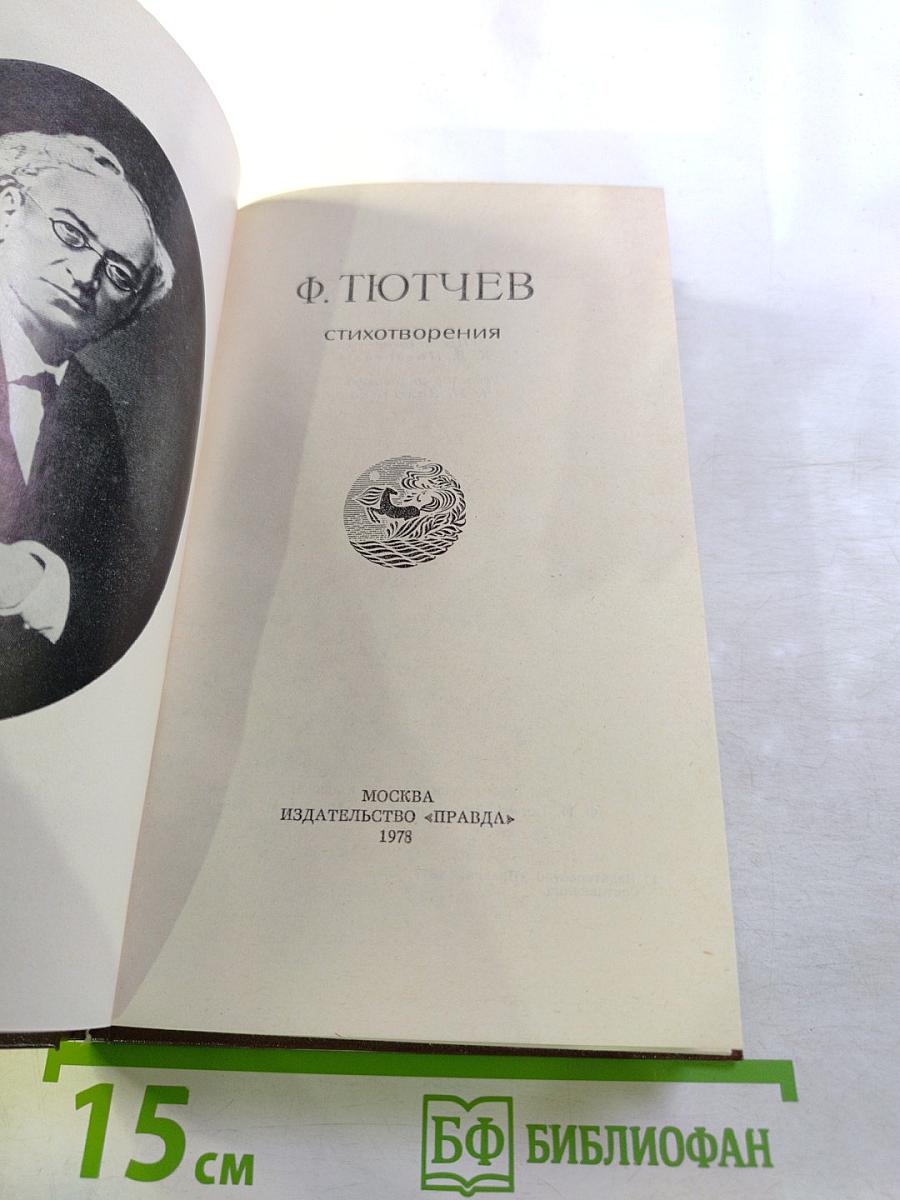 Ф. ТЮТЧЕВ
стихотворения
МОСКВА
ИЗДАТЕЛЬСТВО «ПРАВДА»
1978
15 см
БФ БИБЛИОФАН